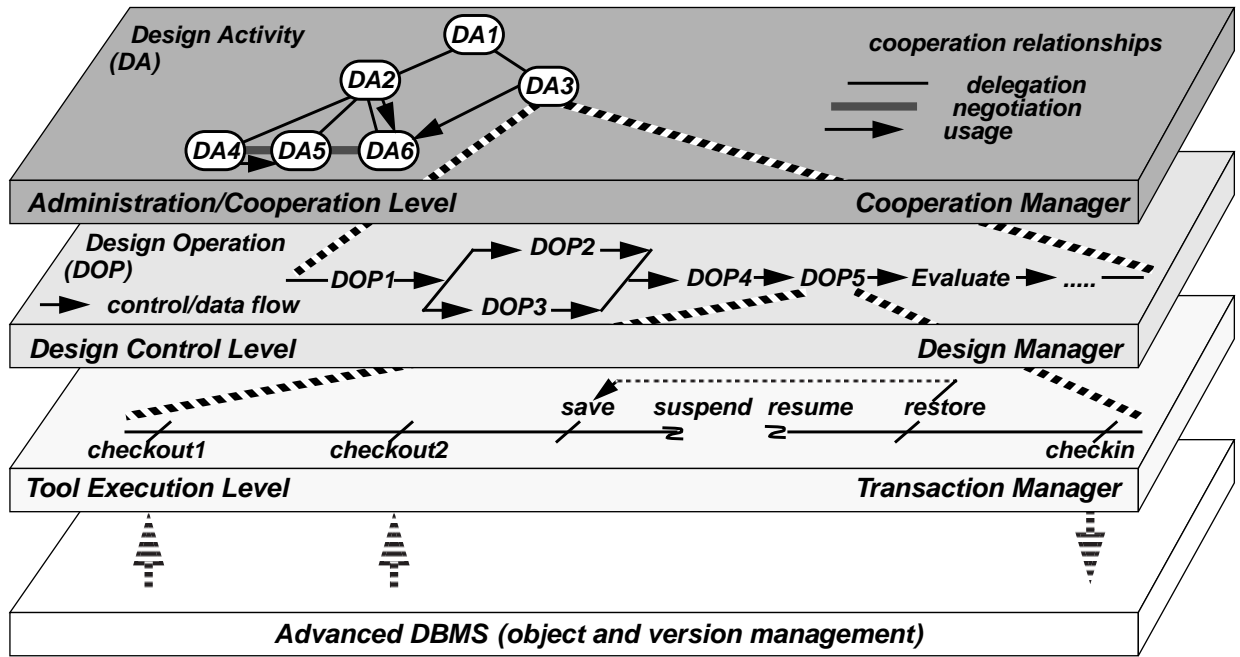 Design Activity
(DA)
DA1
DA2
DA3
DA4
DA5
DA6
cooperation relationships
delegation
negotiation
usage
Administration/Cooperation Level
Cooperation Manager
Design Operation
(DOP)
control/data flow
DOP1
DOP2
DOP3
DOP4
DOP5
Evaluate
.....
Design Control Level
Design Manager
save
suspend
resume
restore
checkout1
checkout2
checkin
Tool Execution Level
Transaction Manager
Advanced DBMS (object and version management)